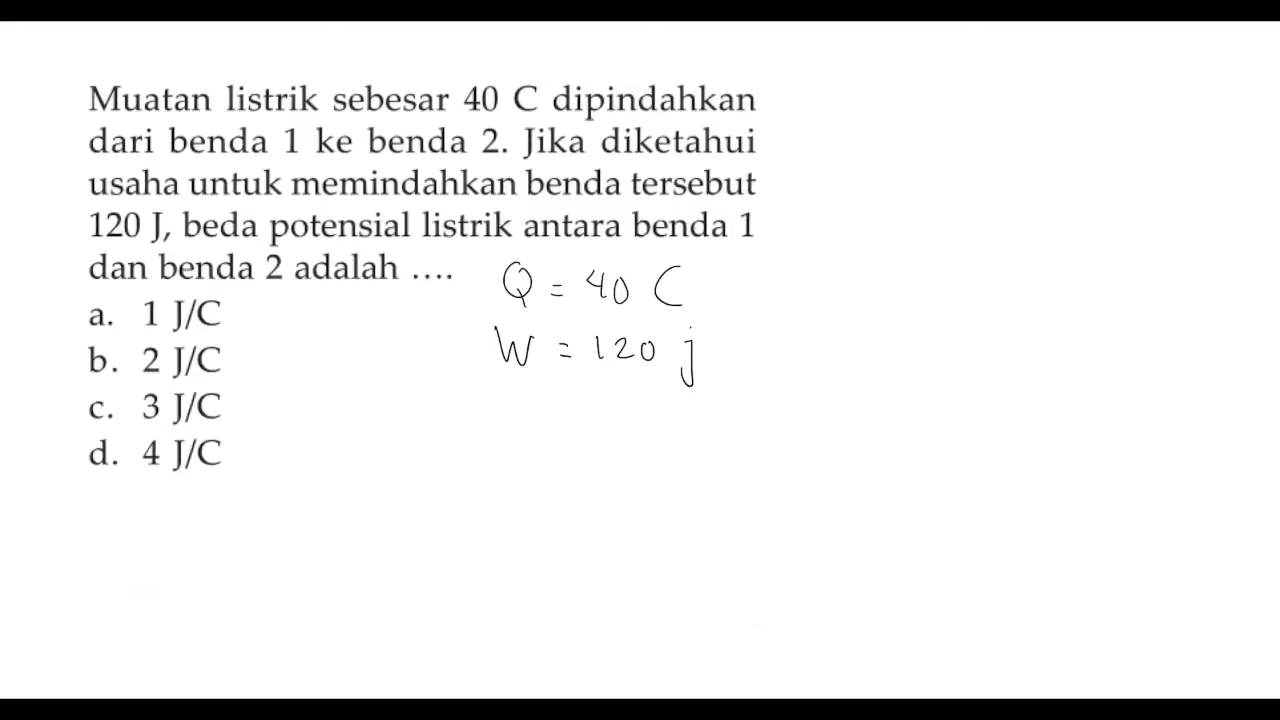 Muatan listrik sebesar 40 C dipindahkan
dari benda 1 ke benda 2. Jika diketahui
usaha untuk memindahkan benda tersebut
120 J, beda potensial listrik antara benda 1
dan benda 2 adalah ....
Q = 40 C
a. 1 J/C
W = 120 j
b. 2 J/C
c. 3 J/C
d. 4 J/C